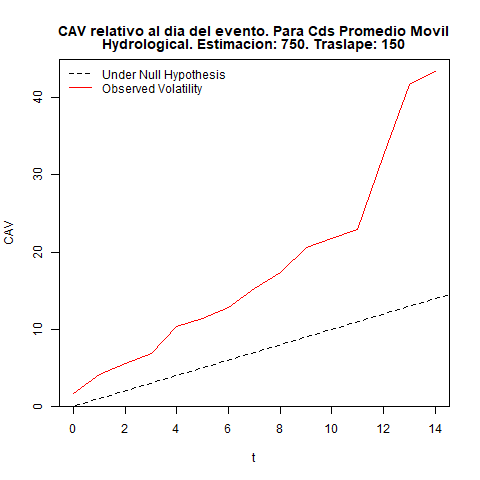 CAV relativo al dia del evento. Para Cds Promedio Movil
Hydrological. Estimacion: 750. Traslape: 150
Under Null Hypothesis
Observed Volatility
CAV
40
30
20
10
0
0 2 4 6 8 10 12 14
t